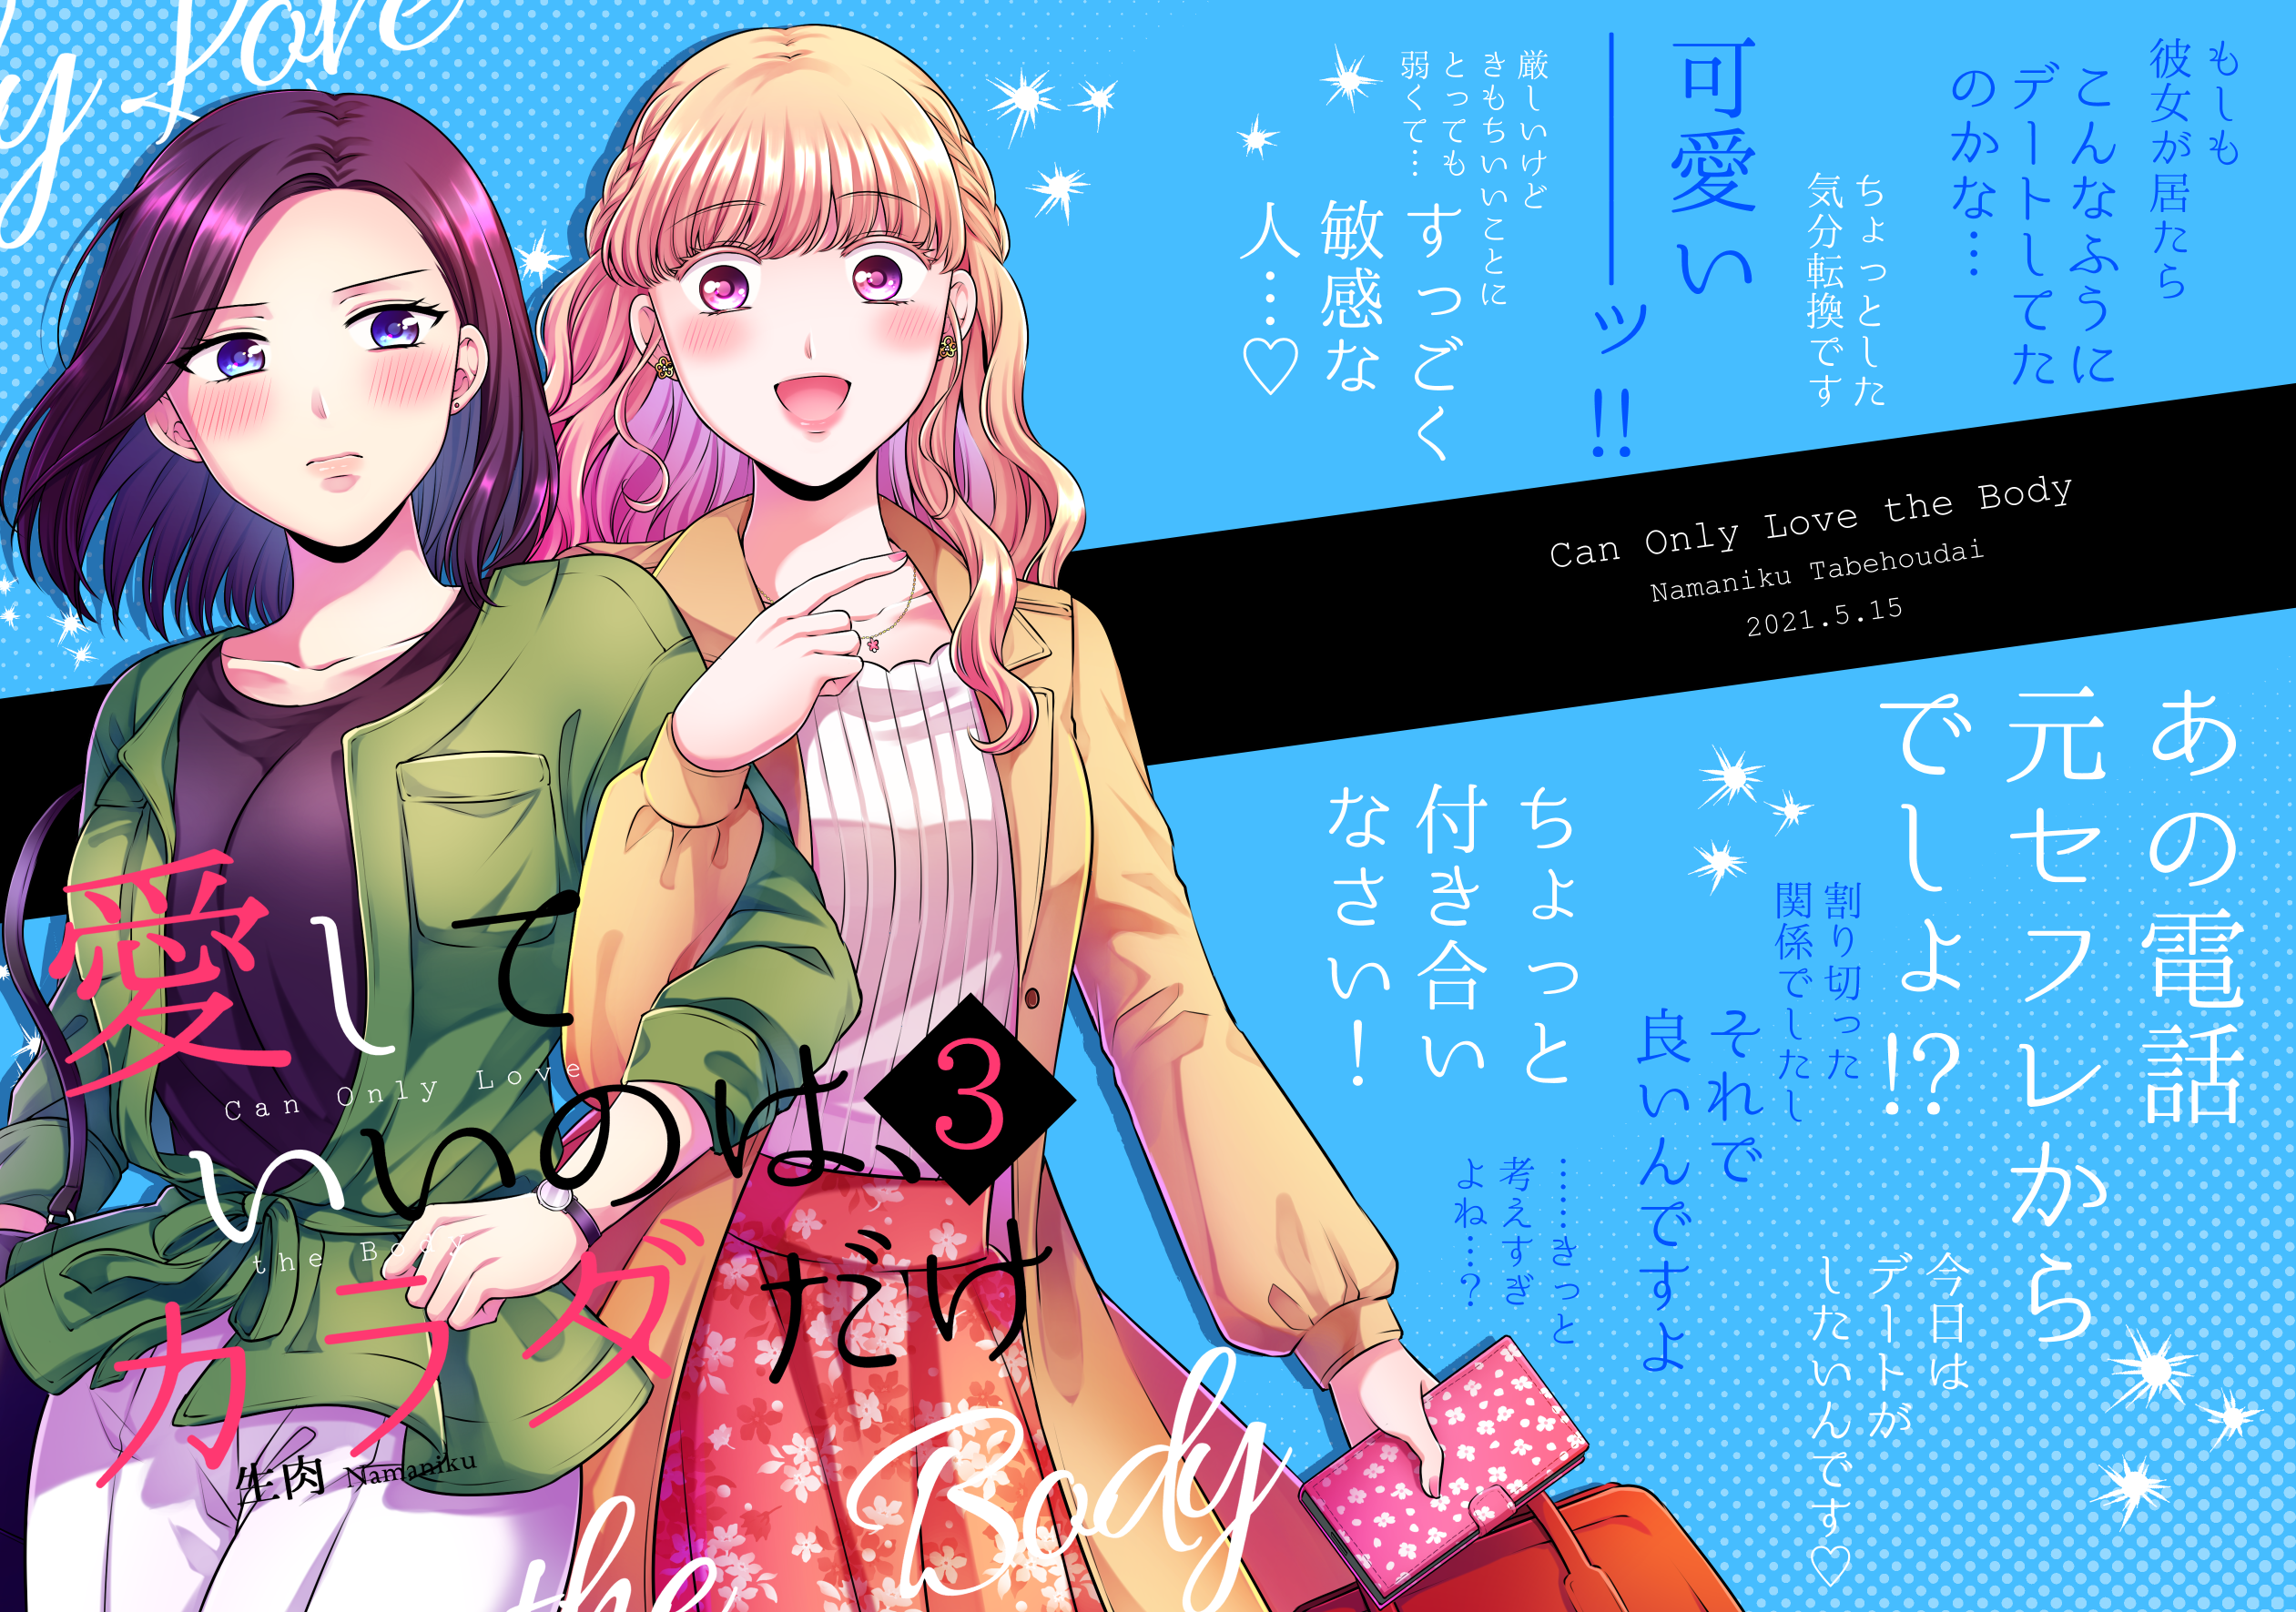 もしも
彼女が居たら
こんなふうに
デートしてた
のかな…
ちょっとした
気分転換です
可愛い
――ッ!!
厳しいけど
きもちいいことに
とっても
弱くて…
すっごく
敏感な
人…♡
Can Only Love the Body
Namaniku Tabehoudai
2021.5.15
あの電話
元セフレから
でしょ!?
割り切った
関係でしたし
それで
良いんですよ
ちょっと
付き合い
なさい!
……きっと
考えすぎ
よね…?
今日は
デートが
したいんです♡
y Love
愛して
Can Only Love
いいのは、
3
the Body
カラダ
だけ
生肉 Namaniku
the Body